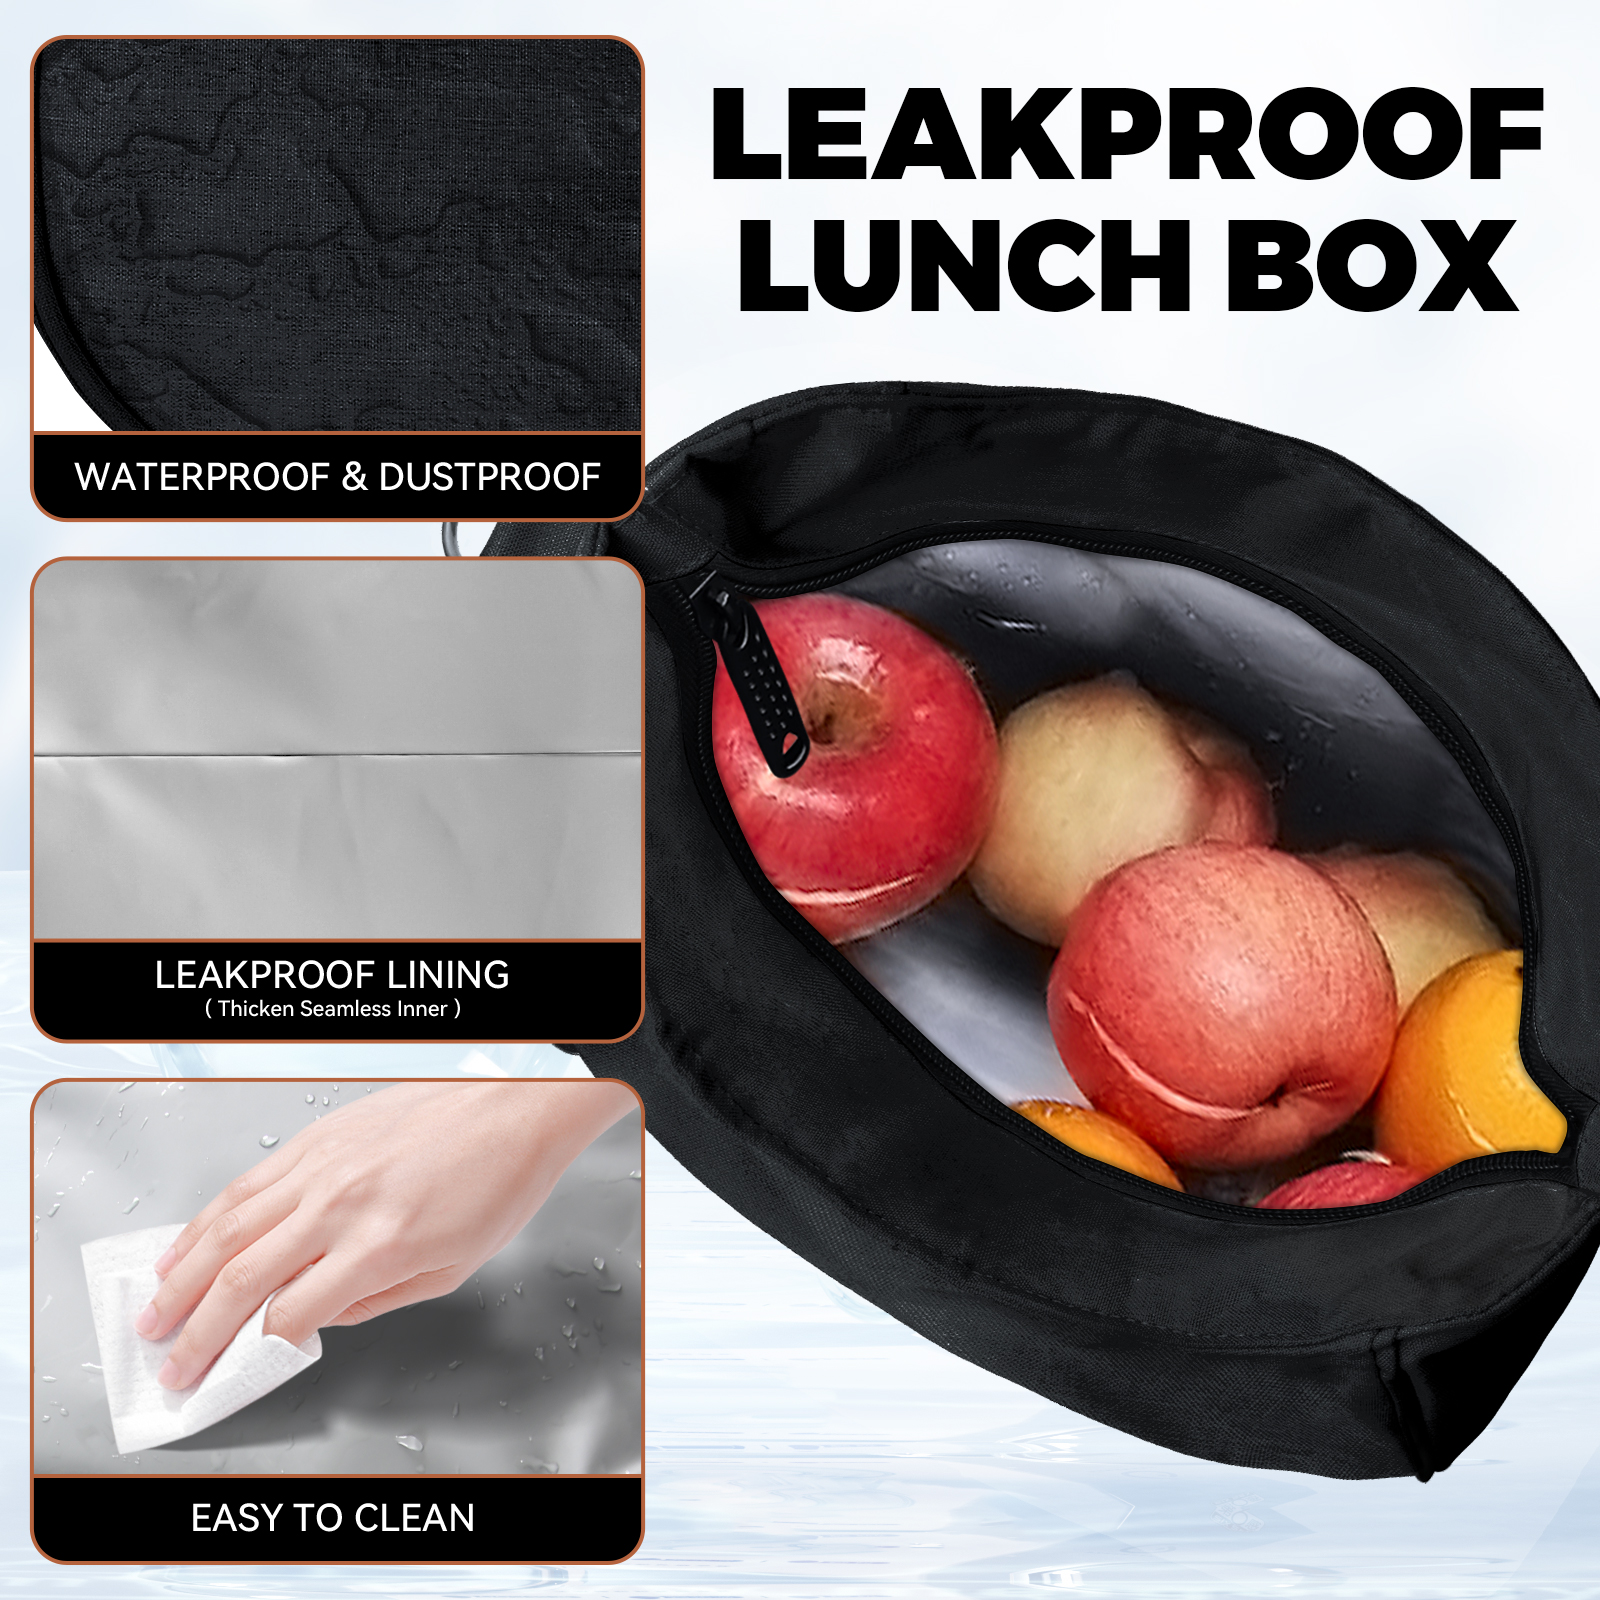 LEAKPROOF
LUNCH BOX
WATERPROOF & DUSTPROOF
LEAKPROOF LINING
( Thicken Seamless Inner )
EASY TO CLEAN